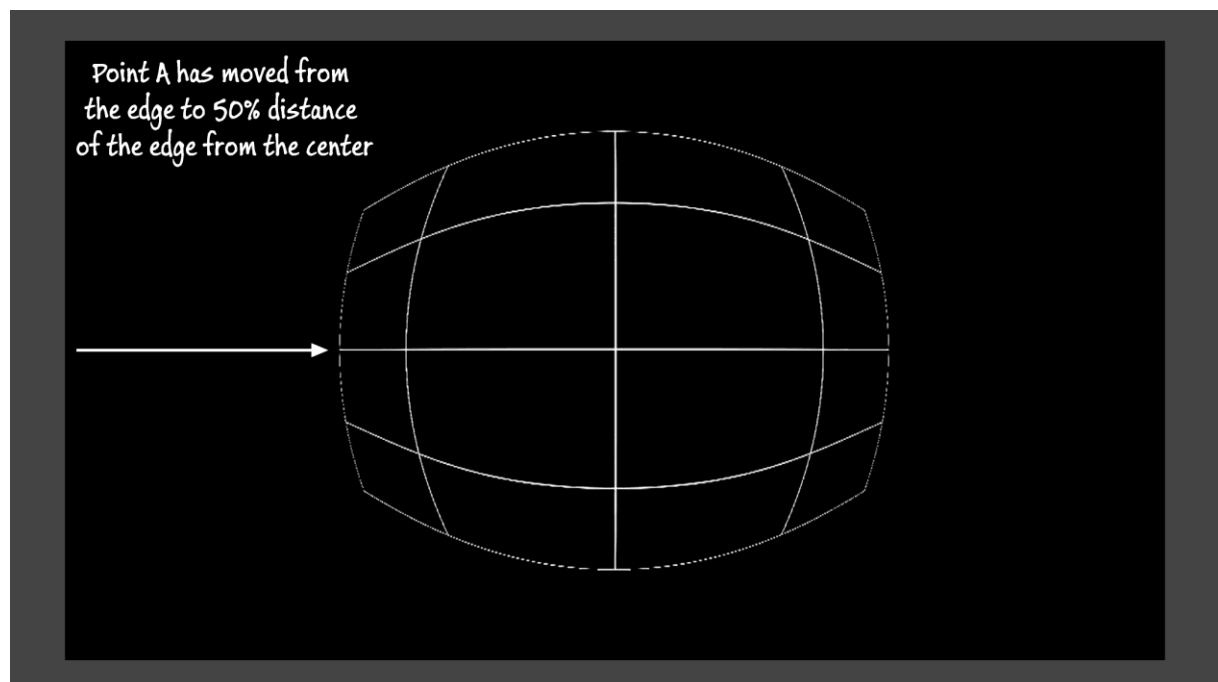 Point A has moved from
the edge to 50% distance
of the edge from the center